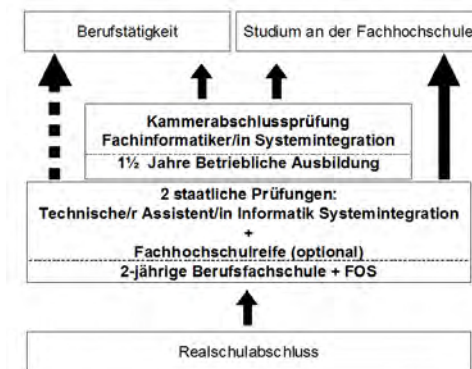 Berufstätigkeit
Studium an der Fachhochschule
Kammerabschlussprüfung
Fachinformatiker/in Systemintegration
1½ Jahre Betriebliche Ausbildung
2 staatliche Prüfungen:
Technische/r Assistent/in Informatik Systemintegration
+
Fachhochschulreife (optional)
2-jährige Berufsfachschule + FOS
Realschulabschluss